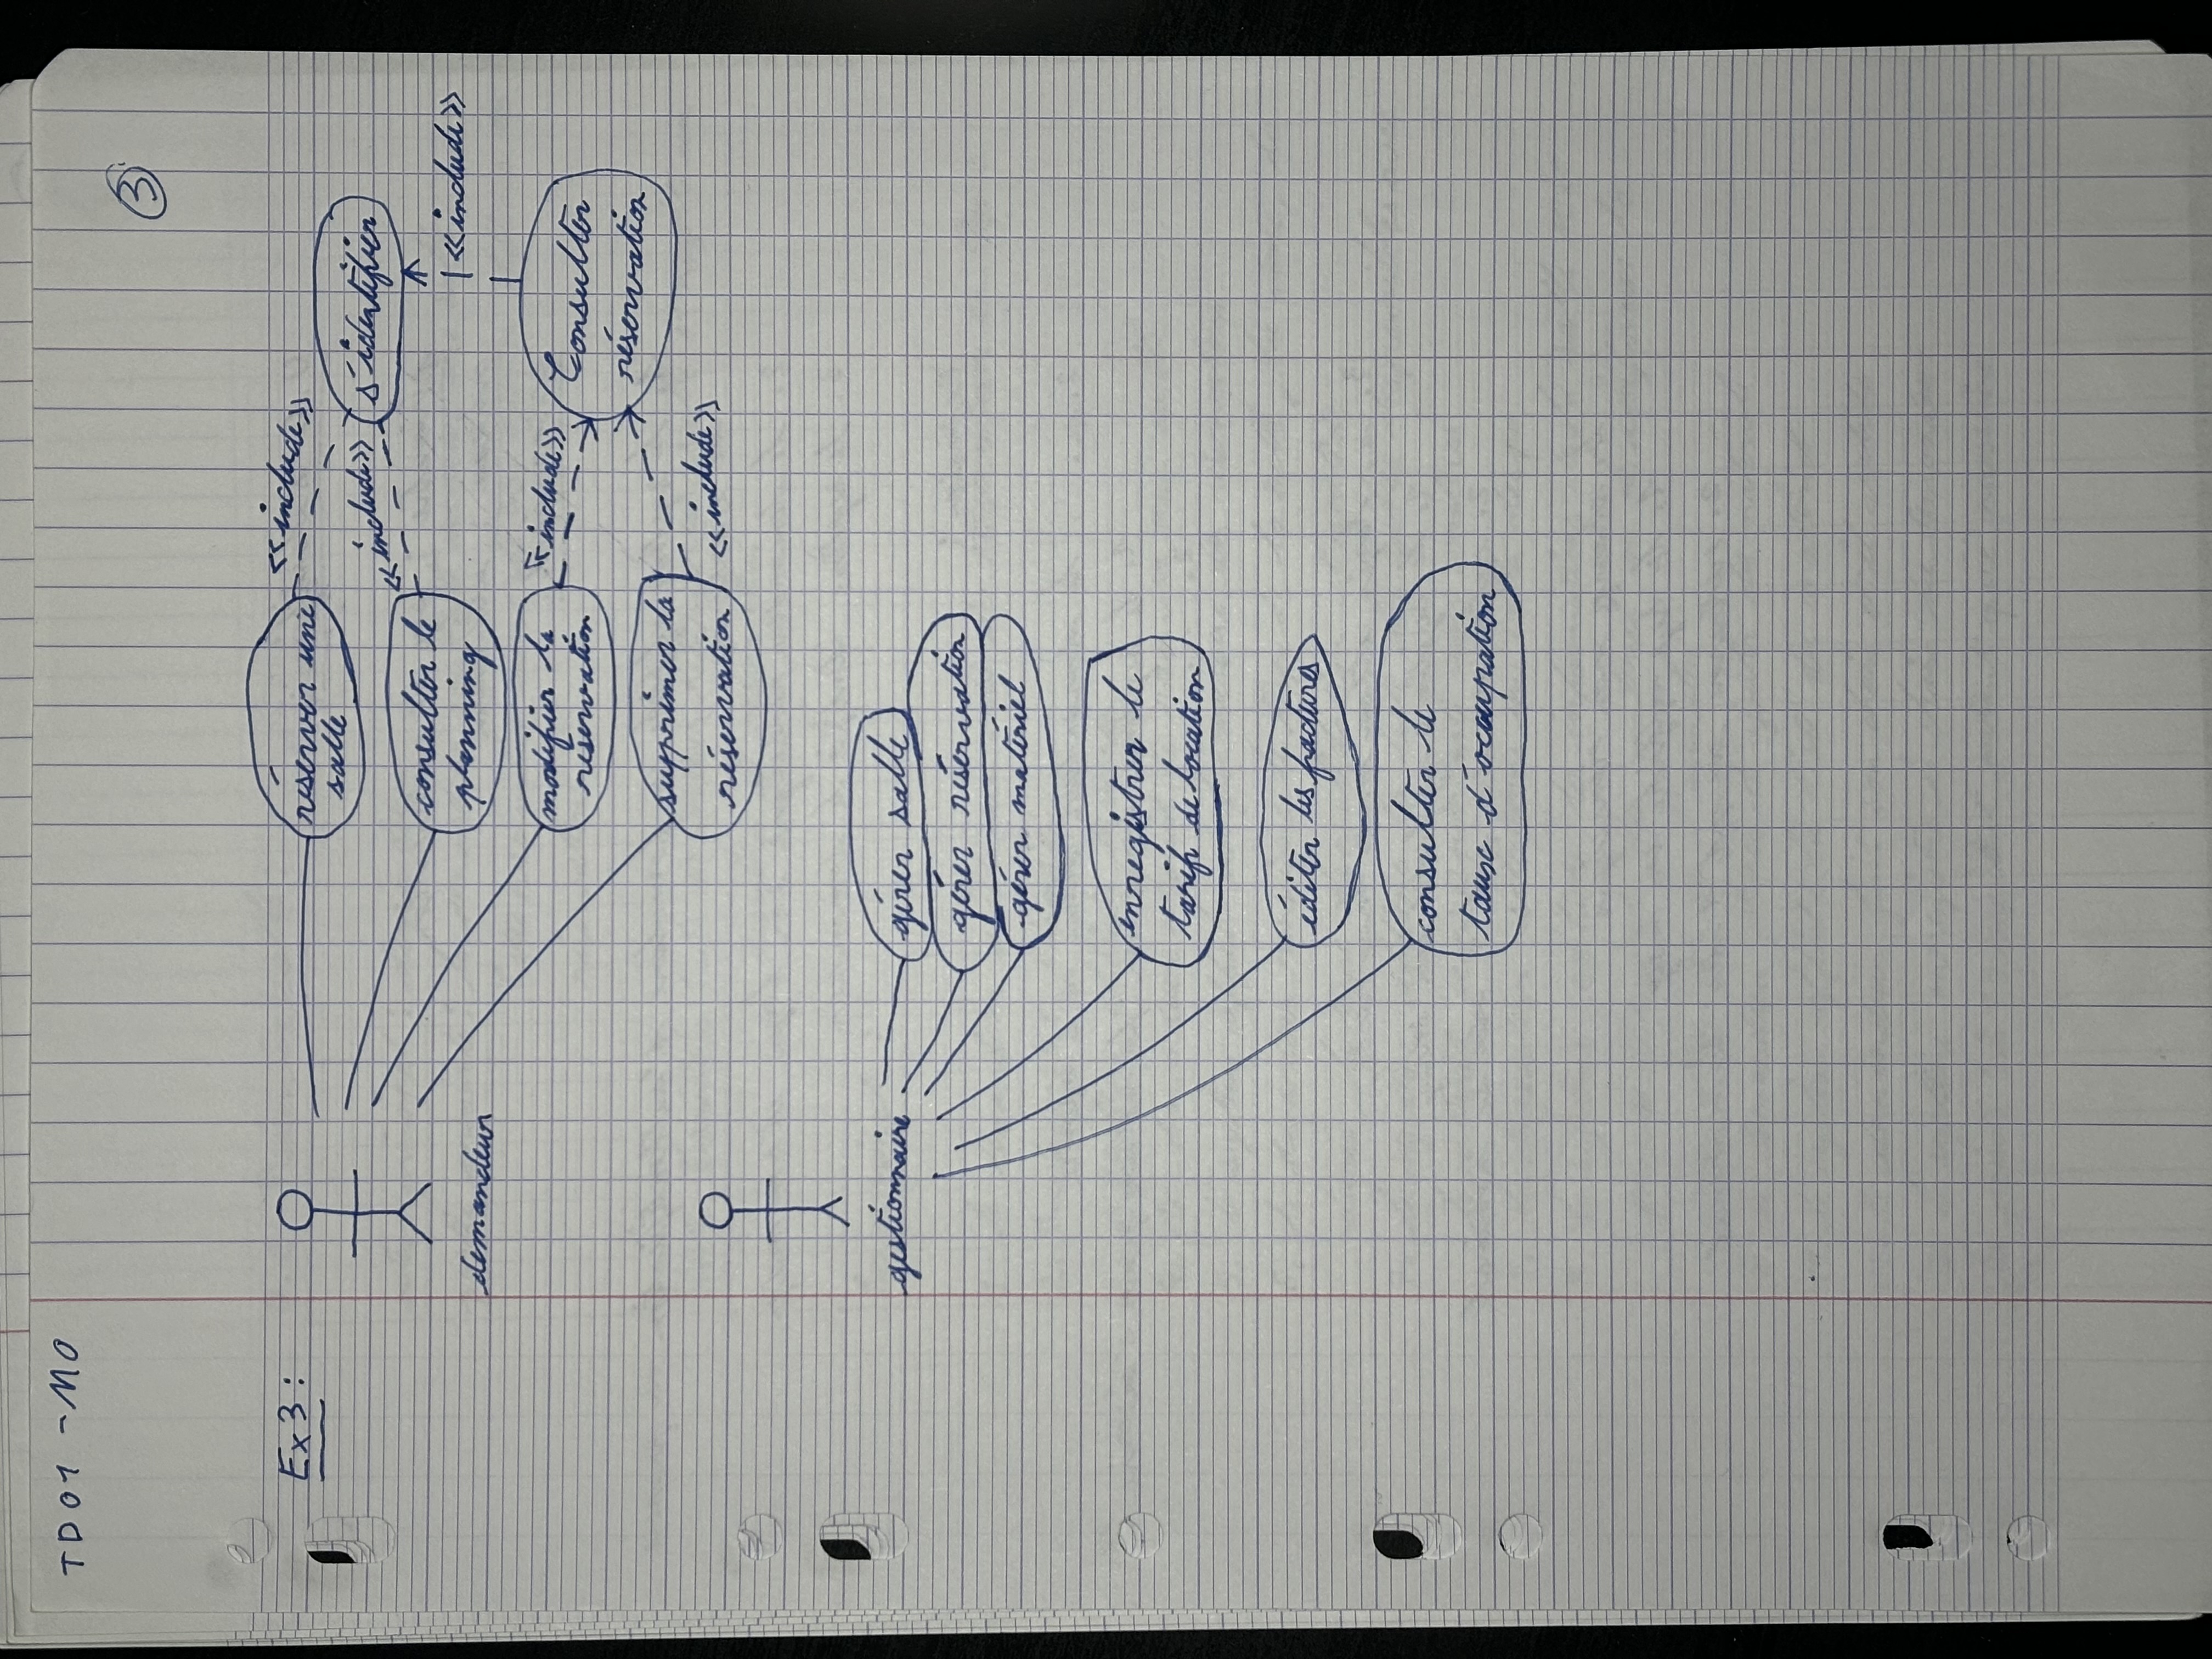 TD01 - MO
3
Ex3 :
réserver une
salle
<<include>>
s'identifier
<<include>>
consulter le
planning
<<include>>
demandeur
modifier la
réservation
<<include>>
Consulter
réservation
supprimer la
réservation
<<include>>
gestionnaire
gérer salle
gérer réservation
gérer matériel
enregistrer le
tarif de location
éditer les factures
consulter le
taux d'occupation